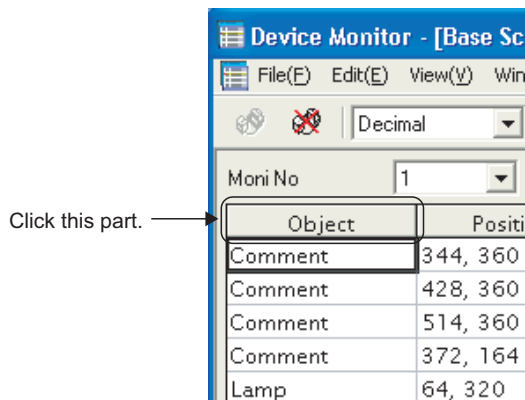 Device Monitor - [Base Sc
File(F) Edit(E) View(V) Win
Decimal
Moni No 1
Click this part.
Object Positi
Comment 344, 360
Comment 428, 360
Comment 514, 360
Comment 372, 164
Lamp 64, 320